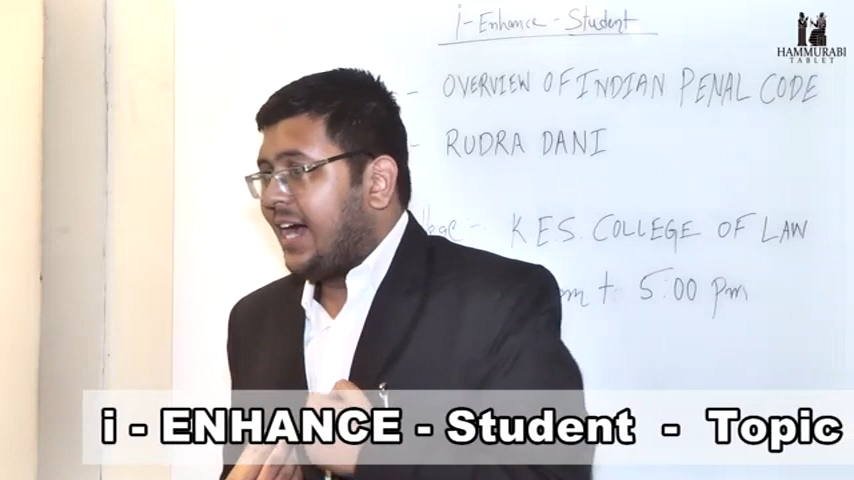 i-Enhance-Student
HAMMURABI
TABLET
- OVERVIEW OF INDIAN PENAL CODE
- RUDRA DANI
K.E.S. COLLEGE OF LAW
5:00 pm
i - ENHANCE - Student - Topic